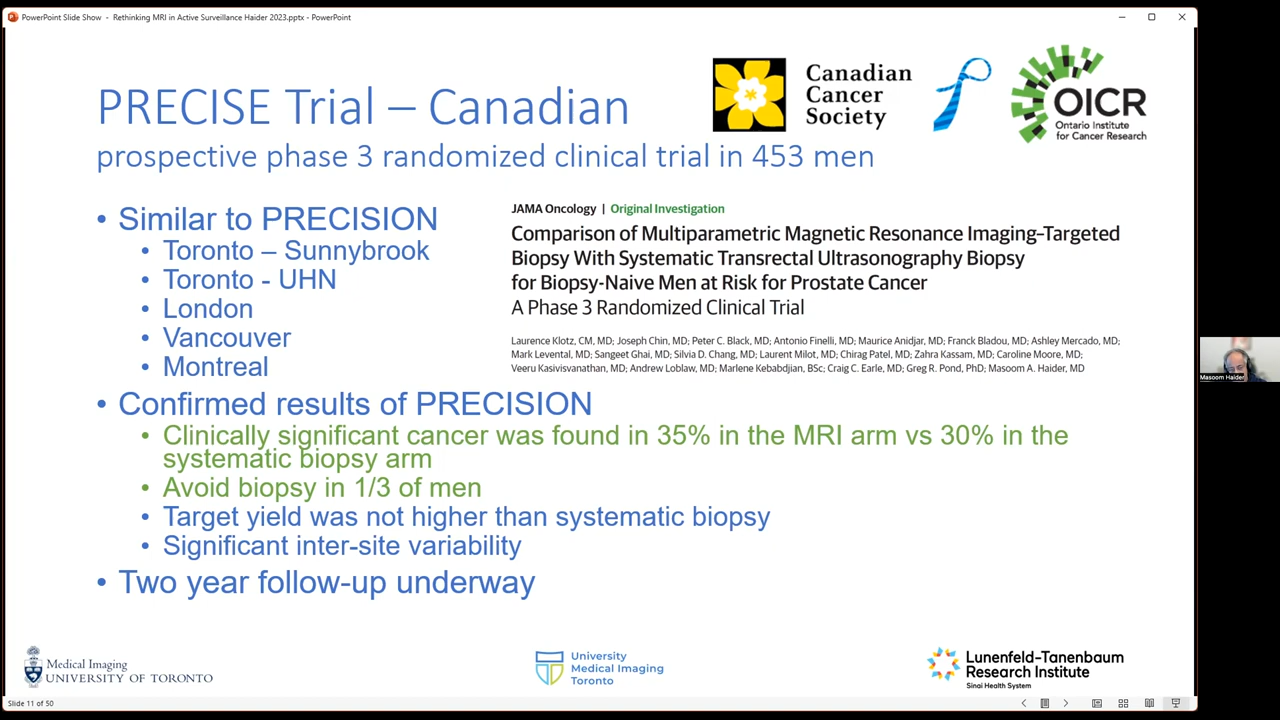 PowerPoint Slide Show - Rethinking MRI in Active Surveillance Haider 2023.pptx - PowerPoint
PRECISE Trial – Canadian
prospective phase 3 randomized clinical trial in 453 men
Canadian
Cancer
Society
OICR
Ontario Institute
for Cancer Research
• Similar to PRECISION
• Toronto – Sunnybrook
• Toronto - UHN
• London
• Vancouver
• Montreal
JAMA Oncology | Original Investigation
Comparison of Multiparametric Magnetic Resonance Imaging–Targeted
Biopsy With Systematic Transrectal Ultrasonography Biopsy
for Biopsy-Naive Men at Risk for Prostate Cancer
A Phase 3 Randomized Clinical Trial
Laurence Klotz, CM, MD; Joseph Chin, MD; Peter C. Black, MD; Antonio Finelli, MD; Maurice Anidjar, MD; Franck Bladou, MD; Ashley Mercado, MD;
Mark Levental, MD; Sangeet Ghai, MD; Silvia D. Chang, MD; Laurent Milot, MD; Chirag Patel, MD; Zahra Kassam, MD; Caroline Moore, MD;
Veeru Kasivisvanathan, MD; Andrew Loblaw, MD; Marlene Kebabdjian, BSc; Craig C. Earle, MD; Greg R. Pond, PhD; Masoom A. Haider, MD
• Confirmed results of PRECISION
• Clinically significant cancer was found in 35% in the MRI arm vs 30% in the
systematic biopsy arm
• Avoid biopsy in 1/3 of men
• Target yield was not higher than systematic biopsy
• Significant inter-site variability
• Two year follow-up underway
Medical Imaging
UNIVERSITY OF TORONTO
University
Medical Imaging
Toronto
Lunenfeld-Tanenbaum
Research Institute
Sinai Health System
Slide 11 of 50
Masoom Haider